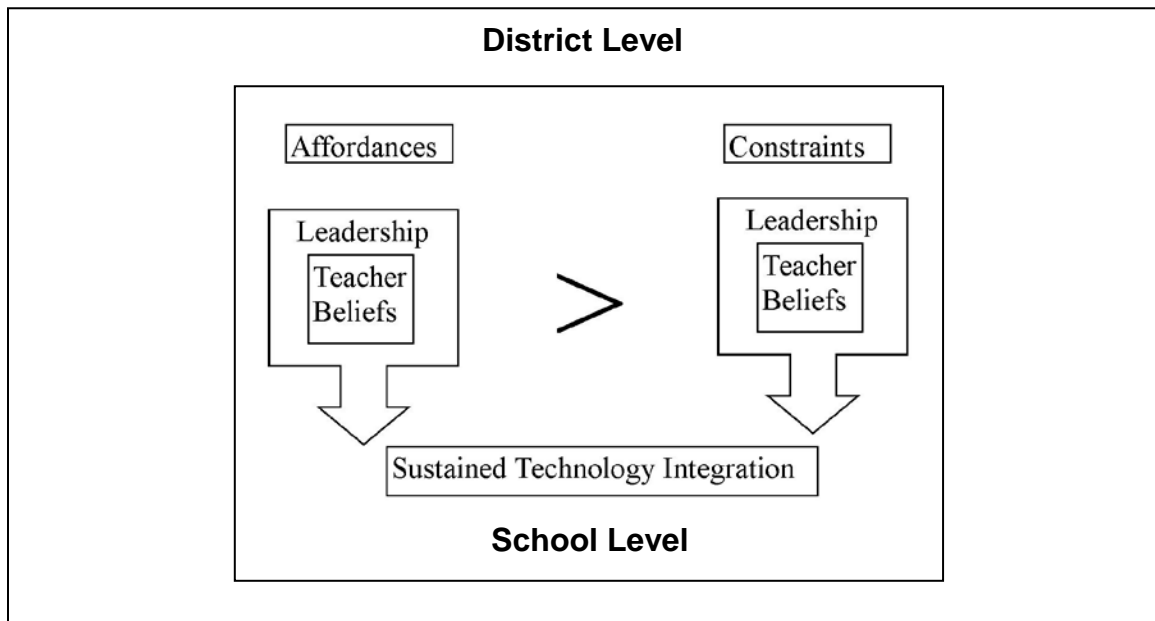 District Level
Affordances
Constraints
Leadership
Teacher
Beliefs
>
Leadership
Teacher
Beliefs
Sustained Technology Integration
School Level